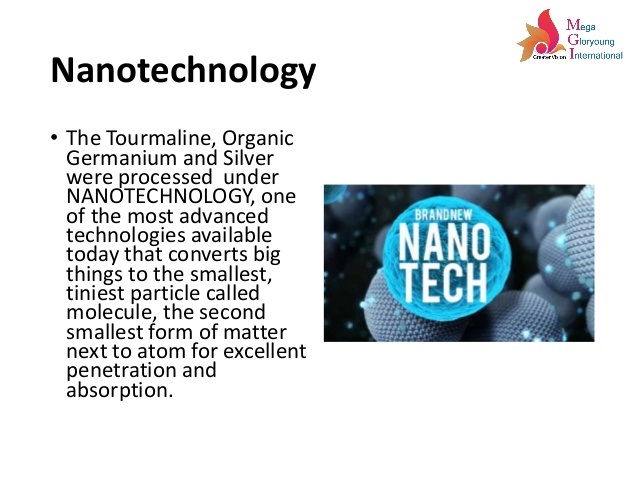 Mega
Gloryoung
International
Greater Vision
Nanotechnology
• The Tourmaline, Organic
Germanium and Silver
were processed under
NANOTECHNOLOGY, one
of the most advanced
technologies available
today that converts big
things to the smallest,
tiniest particle called
molecule, the second
smallest form of matter
next to atom for excellent
penetration and
absorption.
BRANDNEW
NANO
TECH